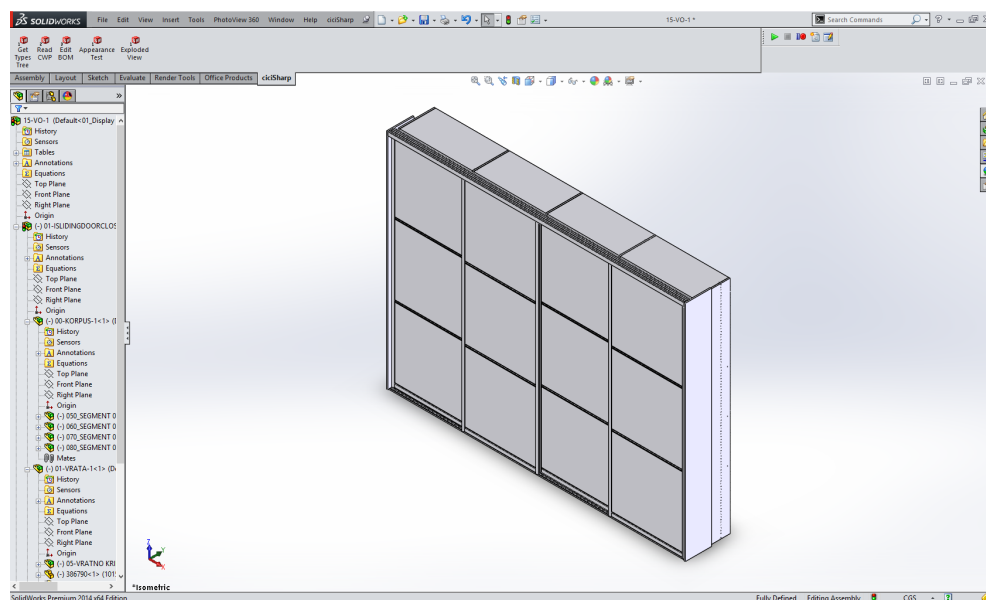 SOLIDWORKS File Edit View Insert Tools PhotoView 360 Window Help ciciSharp 15-VO-1 * Search Commands
Get Types Tree
Read CWP
Edit BOM
Appearance Test
Exploded View
Assembly Layout Sketch Evaluate Render Tools Office Products ciciSharp
15-VO-1 (Default<01_Display
History
Sensors
Tables
Annotations
Equations
Top Plane
Front Plane
Right Plane
Origin
(-) 01-ISLIDINGDOORCLOS
History
Sensors
Annotations
Equations
Top Plane
Front Plane
Right Plane
Origin
(-) 00-KORPUS-1<1> (
History
Sensors
Annotations
Equations
Top Plane
Front Plane
Right Plane
Origin
(-) 050_SEGMENT 0
(-) 060_SEGMENT 0
(-) 070_SEGMENT 0
(-) 080_SEGMENT 0
Mates
(-) 01-VRATA-1<1> (D
History
Sensors
Annotations
Equations
Top Plane
Front Plane
Right Plane
Origin
(-) 05-VRATNO KRI
(-) 386790<1> (101
Z
Y
X
*Isometric
SolidWorks Premium 2014 x64 Edition Fully Defined Editing Assembly CGS